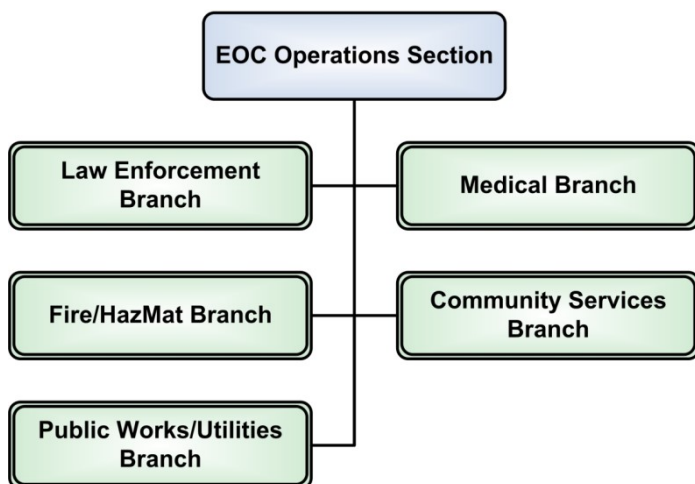 EOC Operations Section
Law Enforcement
Branch
Medical Branch
Fire/HazMat Branch
Community Services
Branch
Public Works/Utilities
Branch